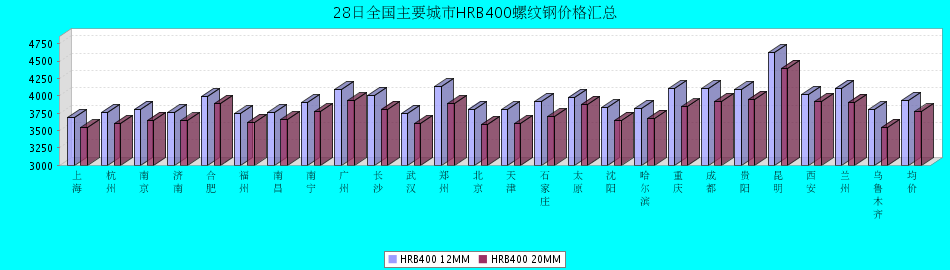 28日全国主要城市HRB400螺纹钢价格汇总
4750
4500
4250
4000
3750
3500
3250
3000
上海
杭州
南京
济南
合肥
福州
南昌
南宁
广州
长沙
武汉
郑州
北京
天津
石家庄
太原
沈阳
哈尔滨
重庆
成都
贵阳
昆明
西安
兰州
乌鲁木齐
均价
HRB400 12MM HRB400 20MM